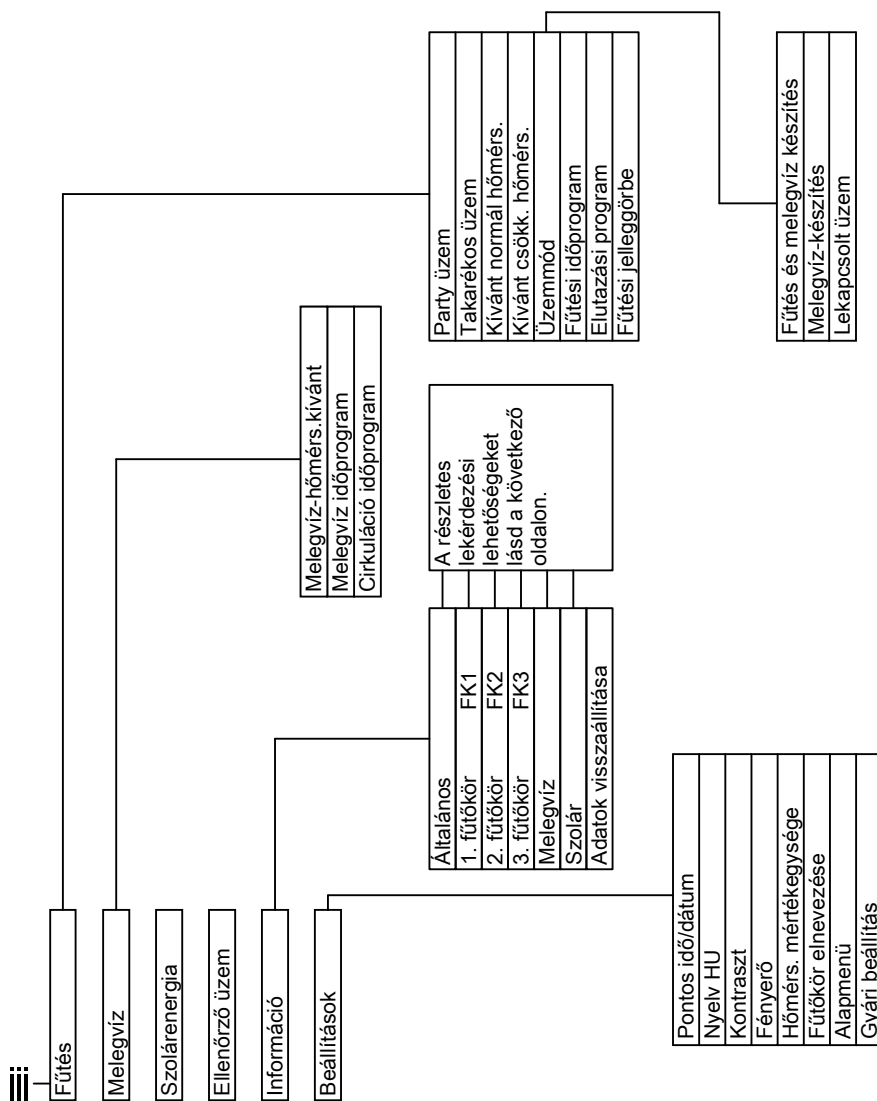 Fűtés
Melegvíz
Szolárenergia
Ellenőrző üzem
Információ
Beállítások
Party üzem
Takarékos üzem
Kívánt normál hőmérs.
Kívánt csökk. hőmérs.
Üzemmód
Fűtési időprogram
Elutazási program
Fűtési jelleggörbe
Fűtés és melegvíz készítés
Melegvíz-készítés
Lekapcsolt üzem
Melegvíz-hőmérs.kívánt
Melegvíz időprogram
Cirkuláció időprogram
Általános
1. fűtőkör FK1
2. fűtőkör FK2
3. fűtőkör FK3
Melegvíz
Szolár
Adatok visszaállítása
A részletes
lekérdezési
lehetőségeket
lásd a következő
oldalon.
Pontos idő/dátum
Nyelv HU
Kontraszt
Fényerő
Hőmérs. mértékegysége
Fűtőkör elnevezése
Alapmenü
Gyári beállítás